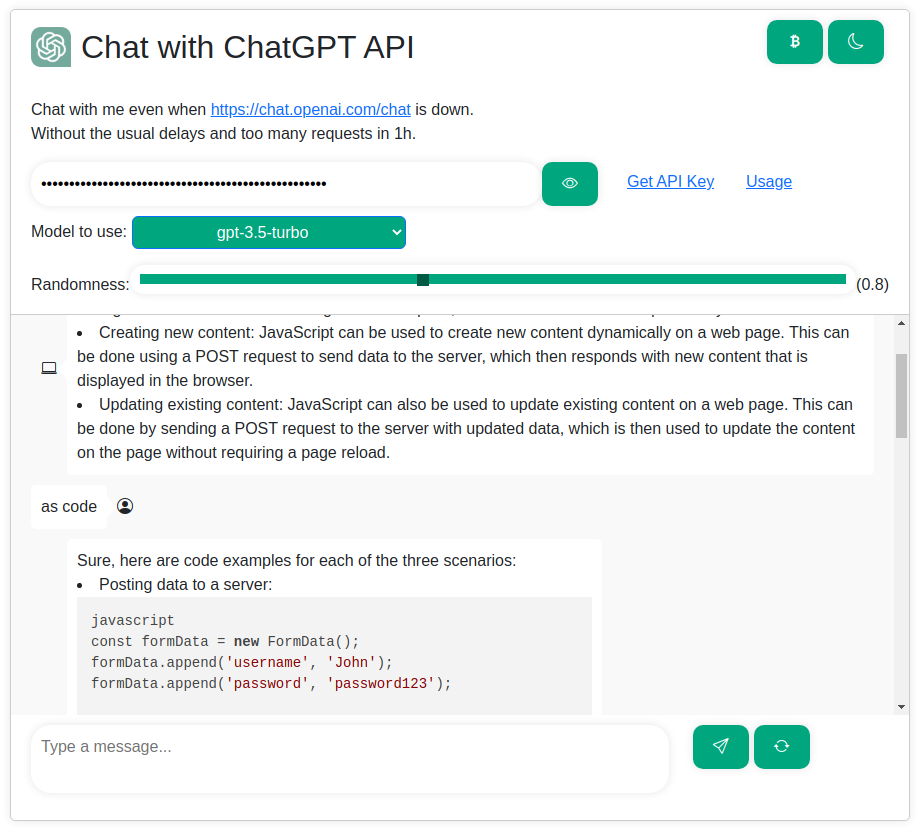 Chat with ChatGPT API
Chat with me even when https://chat.openai.com/chat is down.
Without the usual delays and too many requests in 1h.
•••••••••••••••••••••••••••••••••••••••••••••••••••
Get API Key
Usage
Model to use:
gpt-3.5-turbo
Randomness:
(0.8)
• Creating new content: JavaScript can be used to create new content dynamically on a web page. This can
be done using a POST request to send data to the server, which then responds with new content that is
displayed in the browser.
• Updating existing content: JavaScript can also be used to update existing content on a web page. This can
be done by sending a POST request to the server with updated data, which is then used to update the content
on the page without requiring a page reload.
as code
Sure, here are code examples for each of the three scenarios:
• Posting data to a server:
javascript
const formData = new FormData();
formData.append('username', 'John');
formData.append('password', 'password123');
Type a message...